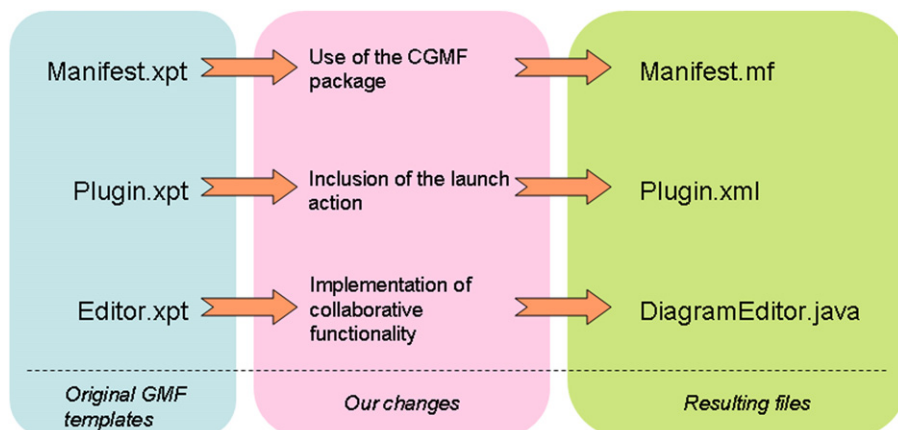 Manifest.xpt
Use of the CGMF
package
Manifest.mf
Plugin.xpt
Inclusion of the launch
action
Plugin.xml
Editor.xpt
Implementation of
collaborative
functionality
DiagramEditor.java
Original GMF
templates
Our changes
Resulting files